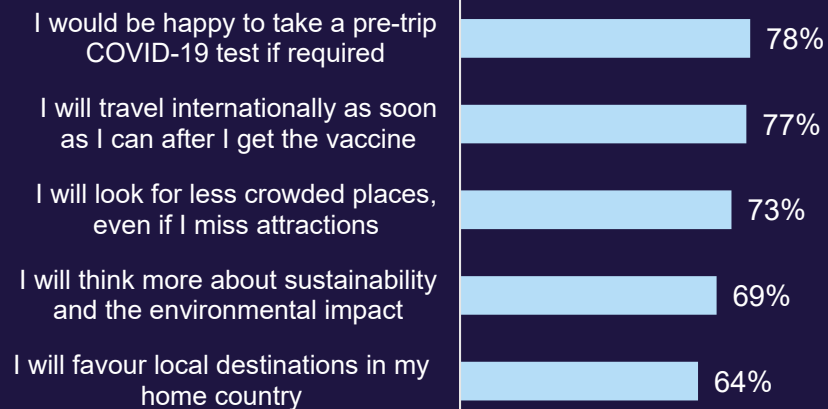 I would be happy to take a pre-trip
COVID-19 test if required
78%
I will travel internationally as soon
as I can after I get the vaccine
77%
I will look for less crowded places,
even if I miss attractions
73%
I will think more about sustainability
and the environmental impact
69%
I will favour local destinations in my
home country
64%